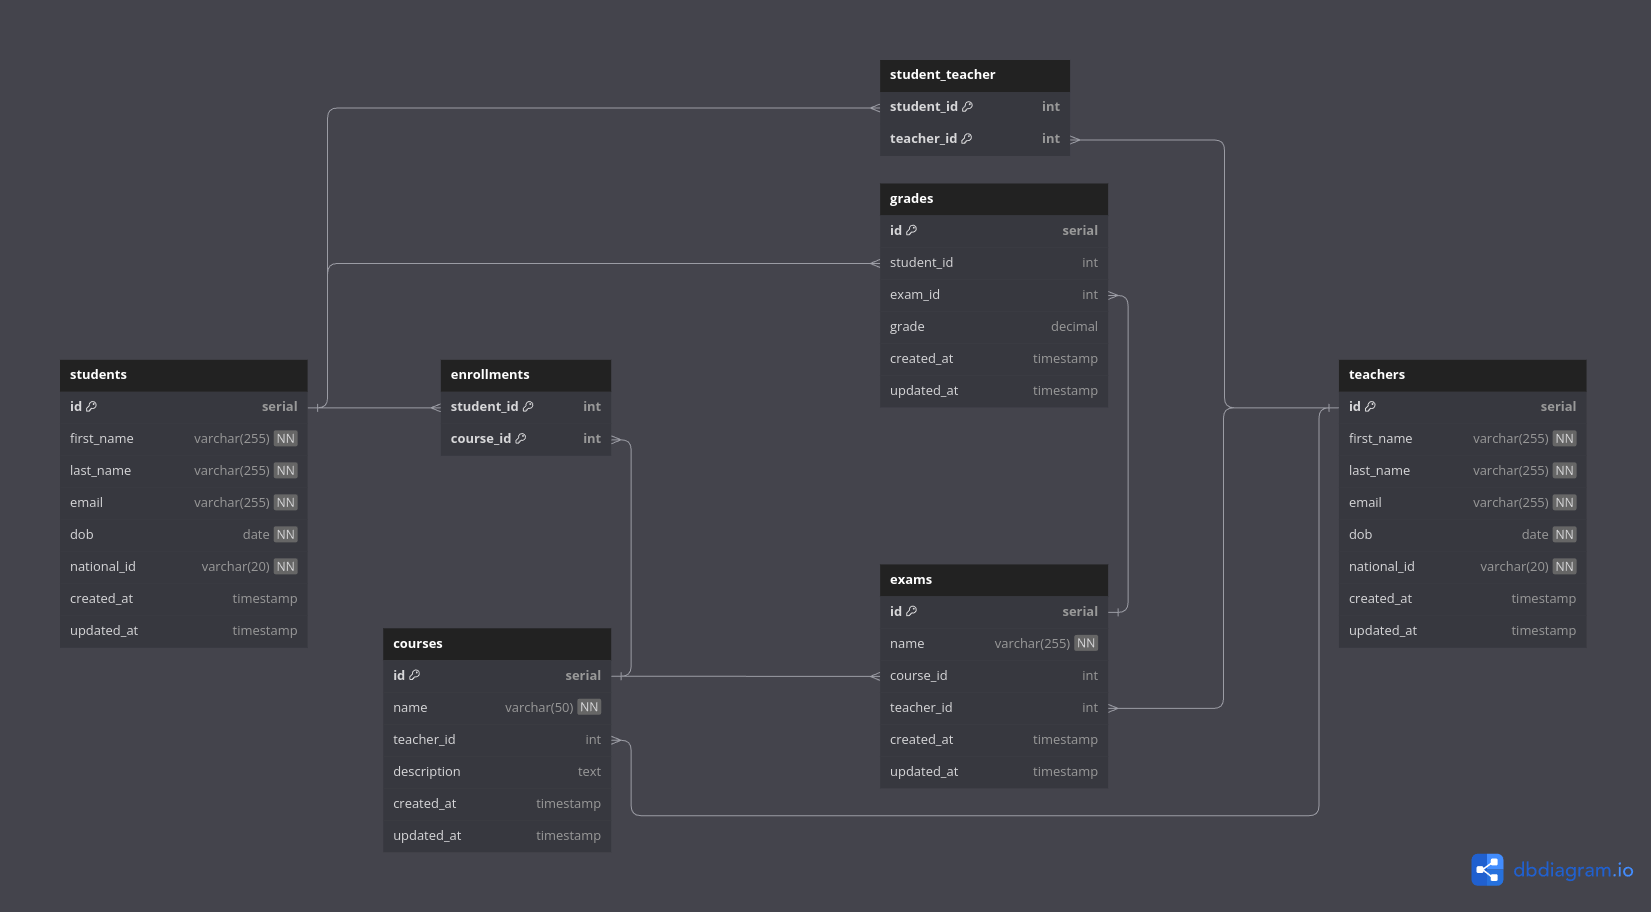 student_teacher
student_id int
teacher_id int
grades
id serial
student_id int
exam_id int
grade decimal
created_at timestamp
updated_at timestamp
students
id serial
first_name varchar(255) NN
last_name varchar(255) NN
email varchar(255) NN
dob date NN
national_id varchar(20) NN
created_at timestamp
updated_at timestamp
enrollments
student_id int
course_id int
teachers
id serial
first_name varchar(255) NN
last_name varchar(255) NN
email varchar(255) NN
dob date NN
national_id varchar(20) NN
created_at timestamp
updated_at timestamp
exams
id serial
name varchar(255) NN
course_id int
teacher_id int
created_at timestamp
updated_at timestamp
courses
id serial
name varchar(50) NN
teacher_id int
description text
created_at timestamp
updated_at timestamp
dbdiagram.io